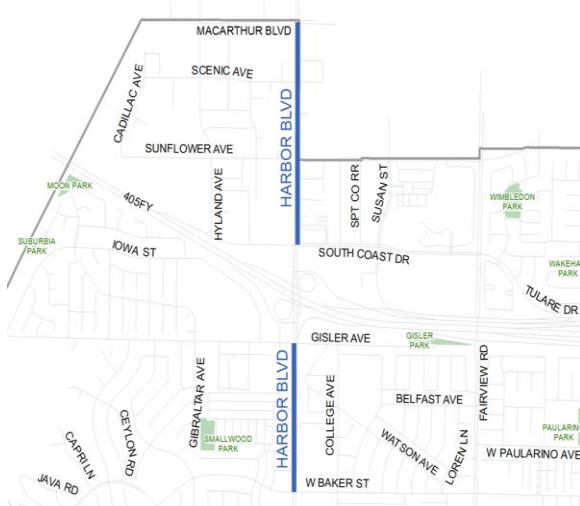 MACARTHUR BLVD
SCENIC AVE
CADILLAC AVE
HARBOR BLVD
SUNFLOWER AVE
SPT CO RR
SUSAN ST
MOON PARK
405FY
HYLAND AVE
WIMBLEDON
PARK
SUBURBIA
PARK
IOWA ST
SOUTH COAST DR
WAKEHA
PARK
TULARE DR
GISLER AVE
GISLER
PARK
FAIRVIEW RD
HARBOR BLVD
GIBRALTAR AVE
COLLEGE AVE
BELFAST AVE
CEYLON RD
SMALLWOOD
PARK
WATSON AVE
LOREN LN
PAULARINO
PARK
W PAULARINO AVE
CAPRI LN
JAVA RD
W BAKER ST